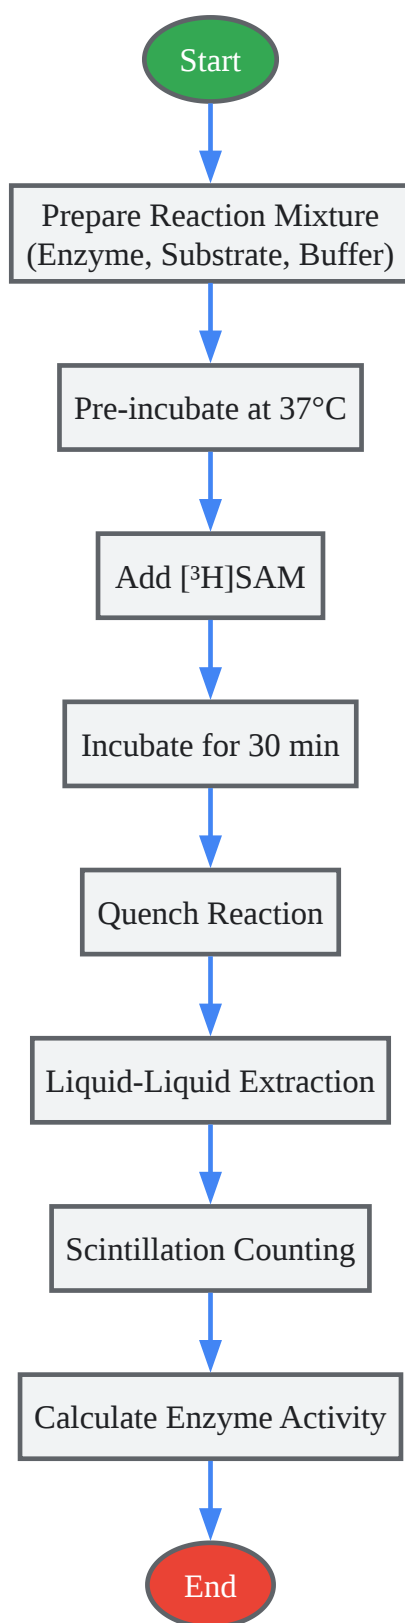 Start
Prepare Reaction Mixture
(Enzyme, Substrate, Buffer)
Pre-incubate at 37°C
Add [³H]SAM
Incubate for 30 min
Quench Reaction
Liquid-Liquid Extraction
Scintillation Counting
Calculate Enzyme Activity
End